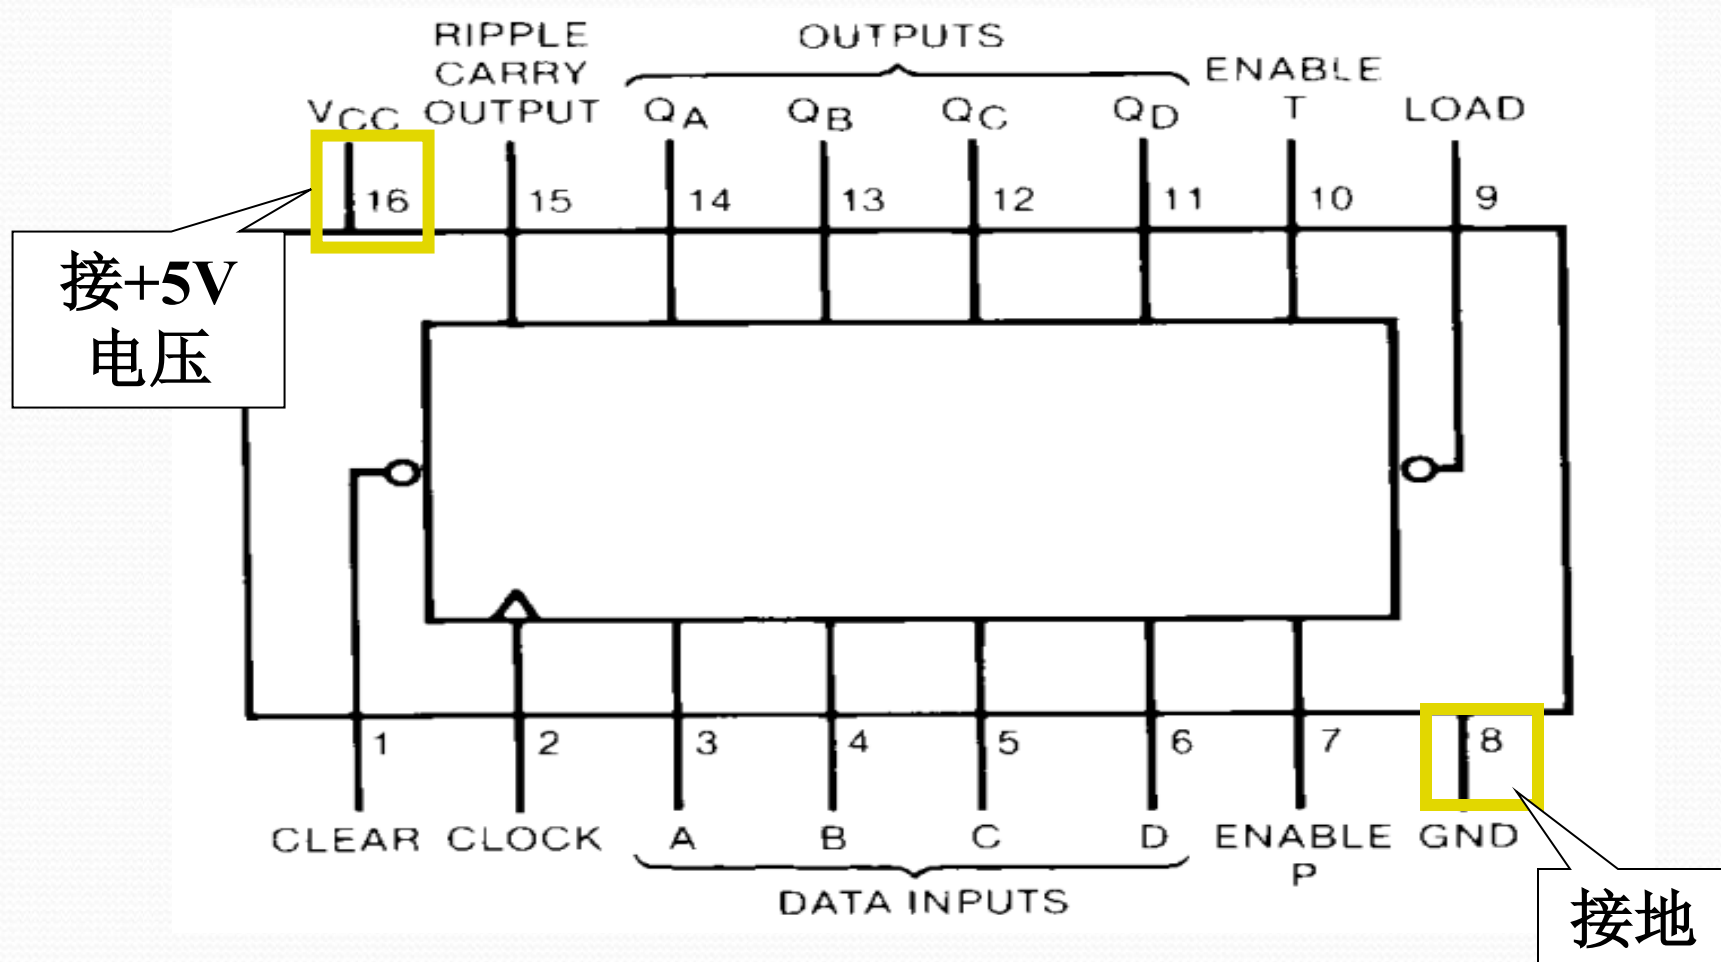 RIPPLE
CARRY
OUTPUT
OUTPUTS
ENABLE
T
VCC
QA
QB
QC
QD
LOAD
16
15
14
13
12
11
10
9
接+5V
电压
1
2
3
4
5
6
7
8
CLEAR
CLOCK
A
B
C
D
ENABLE
P
GND
DATA INPUTS
接地